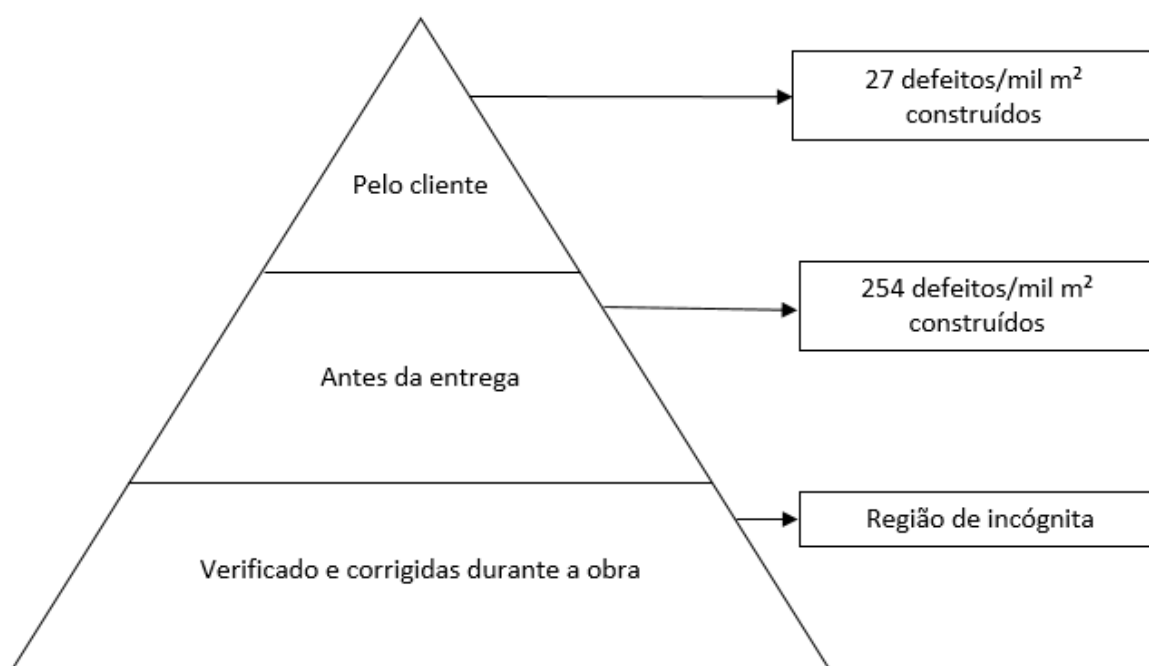 27 defeitos/mil m²
construídos
Pelo cliente
254 defeitos/mil m²
construídos
Antes da entrega
Região de incógnita
Verificado e corrigidas durante a obra